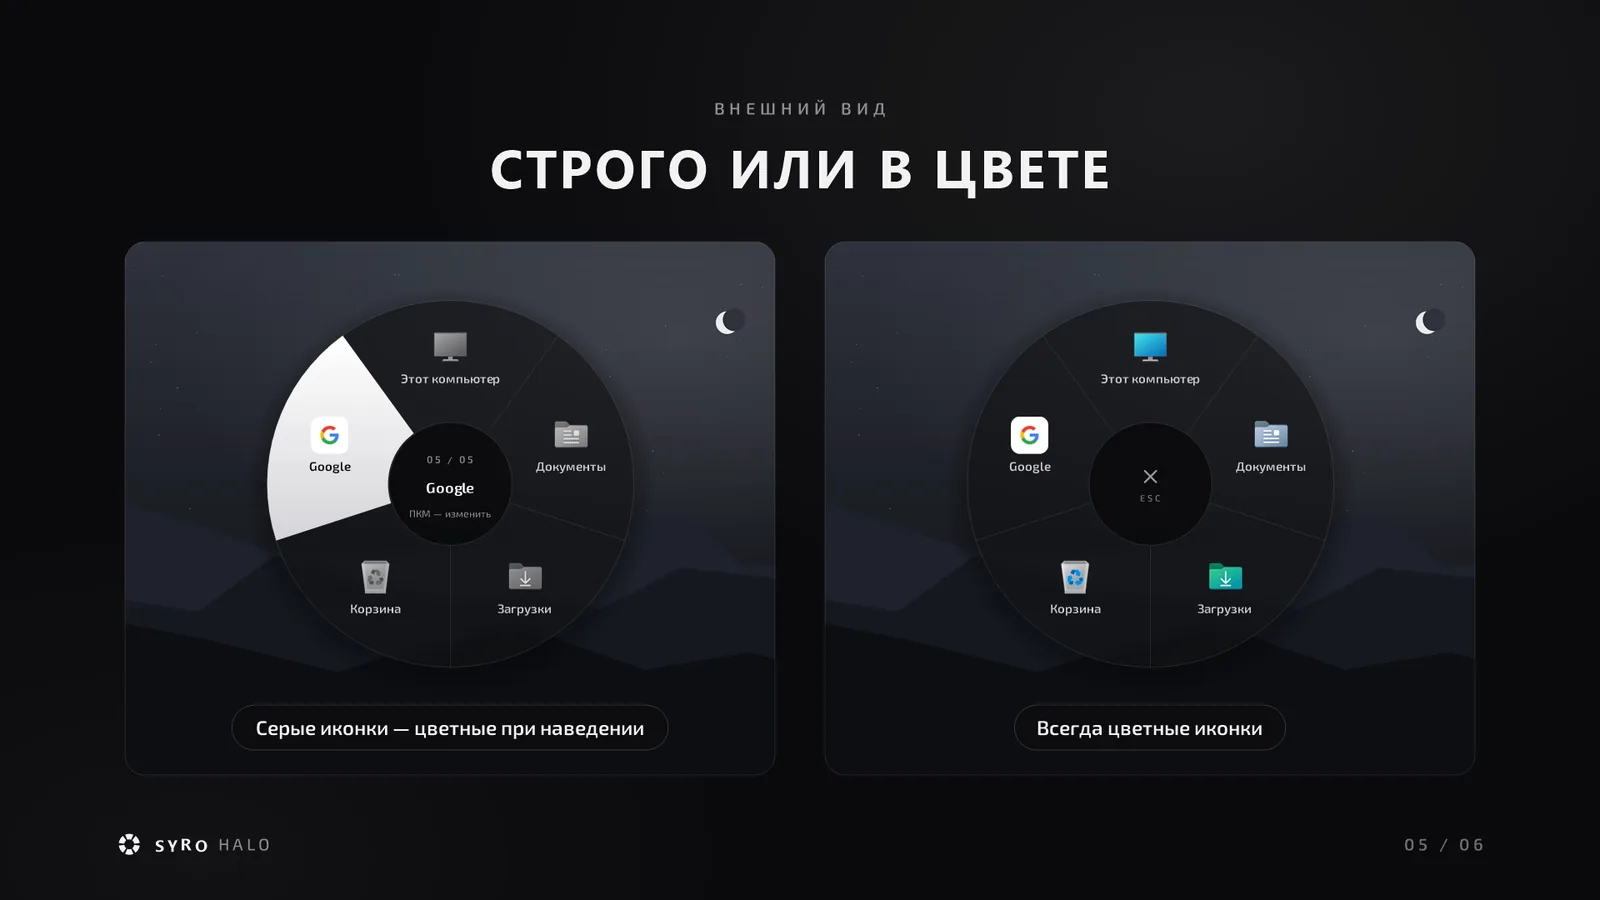 ВНЕШНИЙ ВИД
СТРОГО ИЛИ В ЦВЕТЕ
Этот компьютер
Google
Документы
05 / 05
Google
ПКМ — изменить
Корзина
Загрузки
Серые иконки — цветные при наведении
Этот компьютер
Google
Документы
ESC
Корзина
Загрузки
Всегда цветные иконки
SYRO HALO
05 / 06